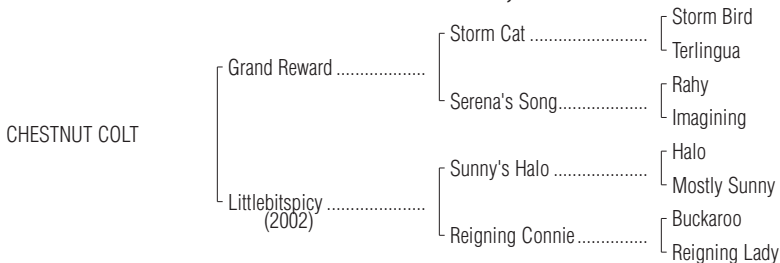 Storm Bird
Storm Cat ........................
Terlingua
Grand Reward ...................
Rahy
Serena's Song ..................
Imagining
CHESTNUT COLT
Halo
Sunny's Halo ...................
Mostly Sunny
Littlebitspicy ....................
(2002)
Buckaroo
Reigning Connie ..............
Reigning Lady